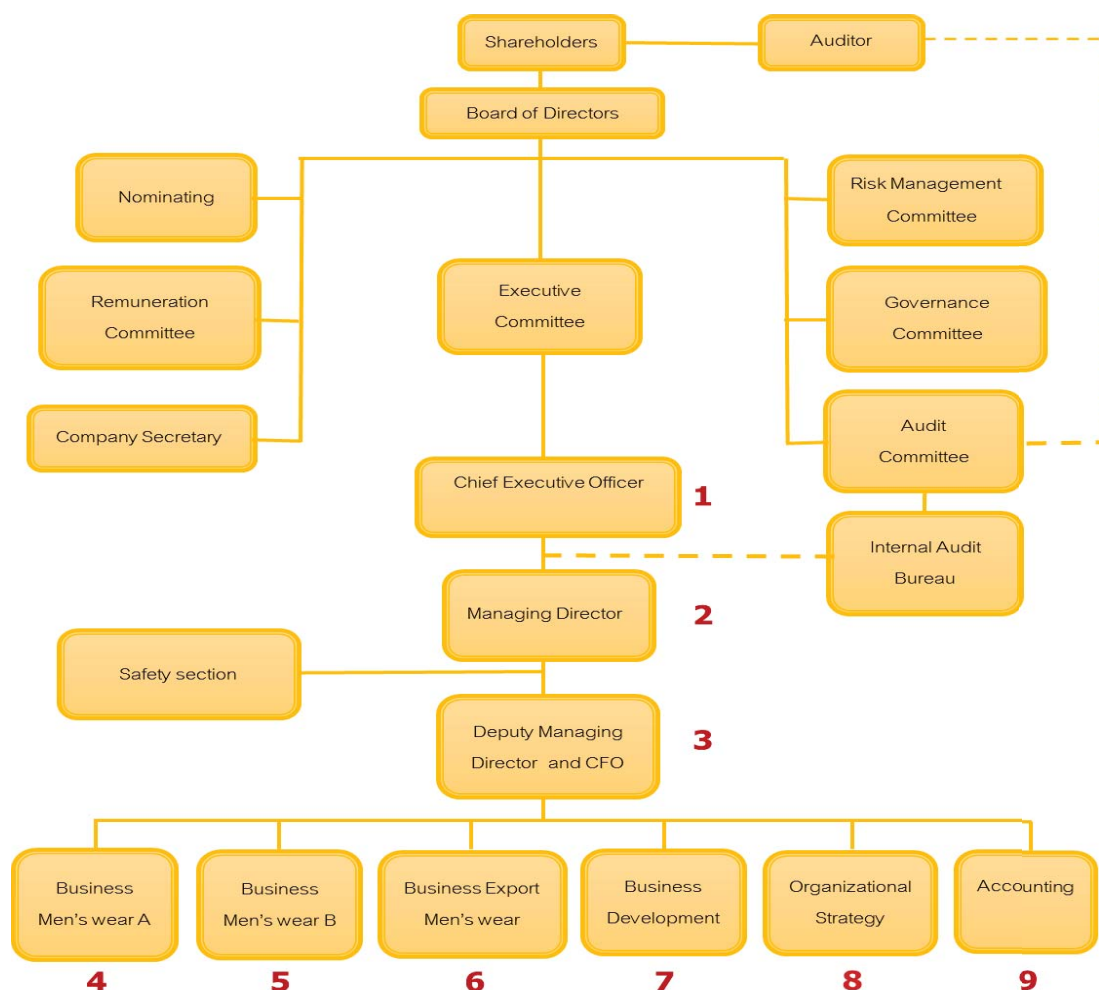 Shareholders
Auditor
Board of Directors
Nominating
Risk Management
Committee
Remuneration
Committee
Executive
Committee
Governance
Committee
Company Secretary
Audit
Committee
Chief Executive Officer
1
Internal Audit
Bureau
Managing Director
2
Safety section
Deputy Managing
Director and CFO
3
Business
Men's wear A
Business
Men's wear B
Business Export
Men's wear
Business
Development
Organizational
Strategy
Accounting
4
5
6
7
8
9